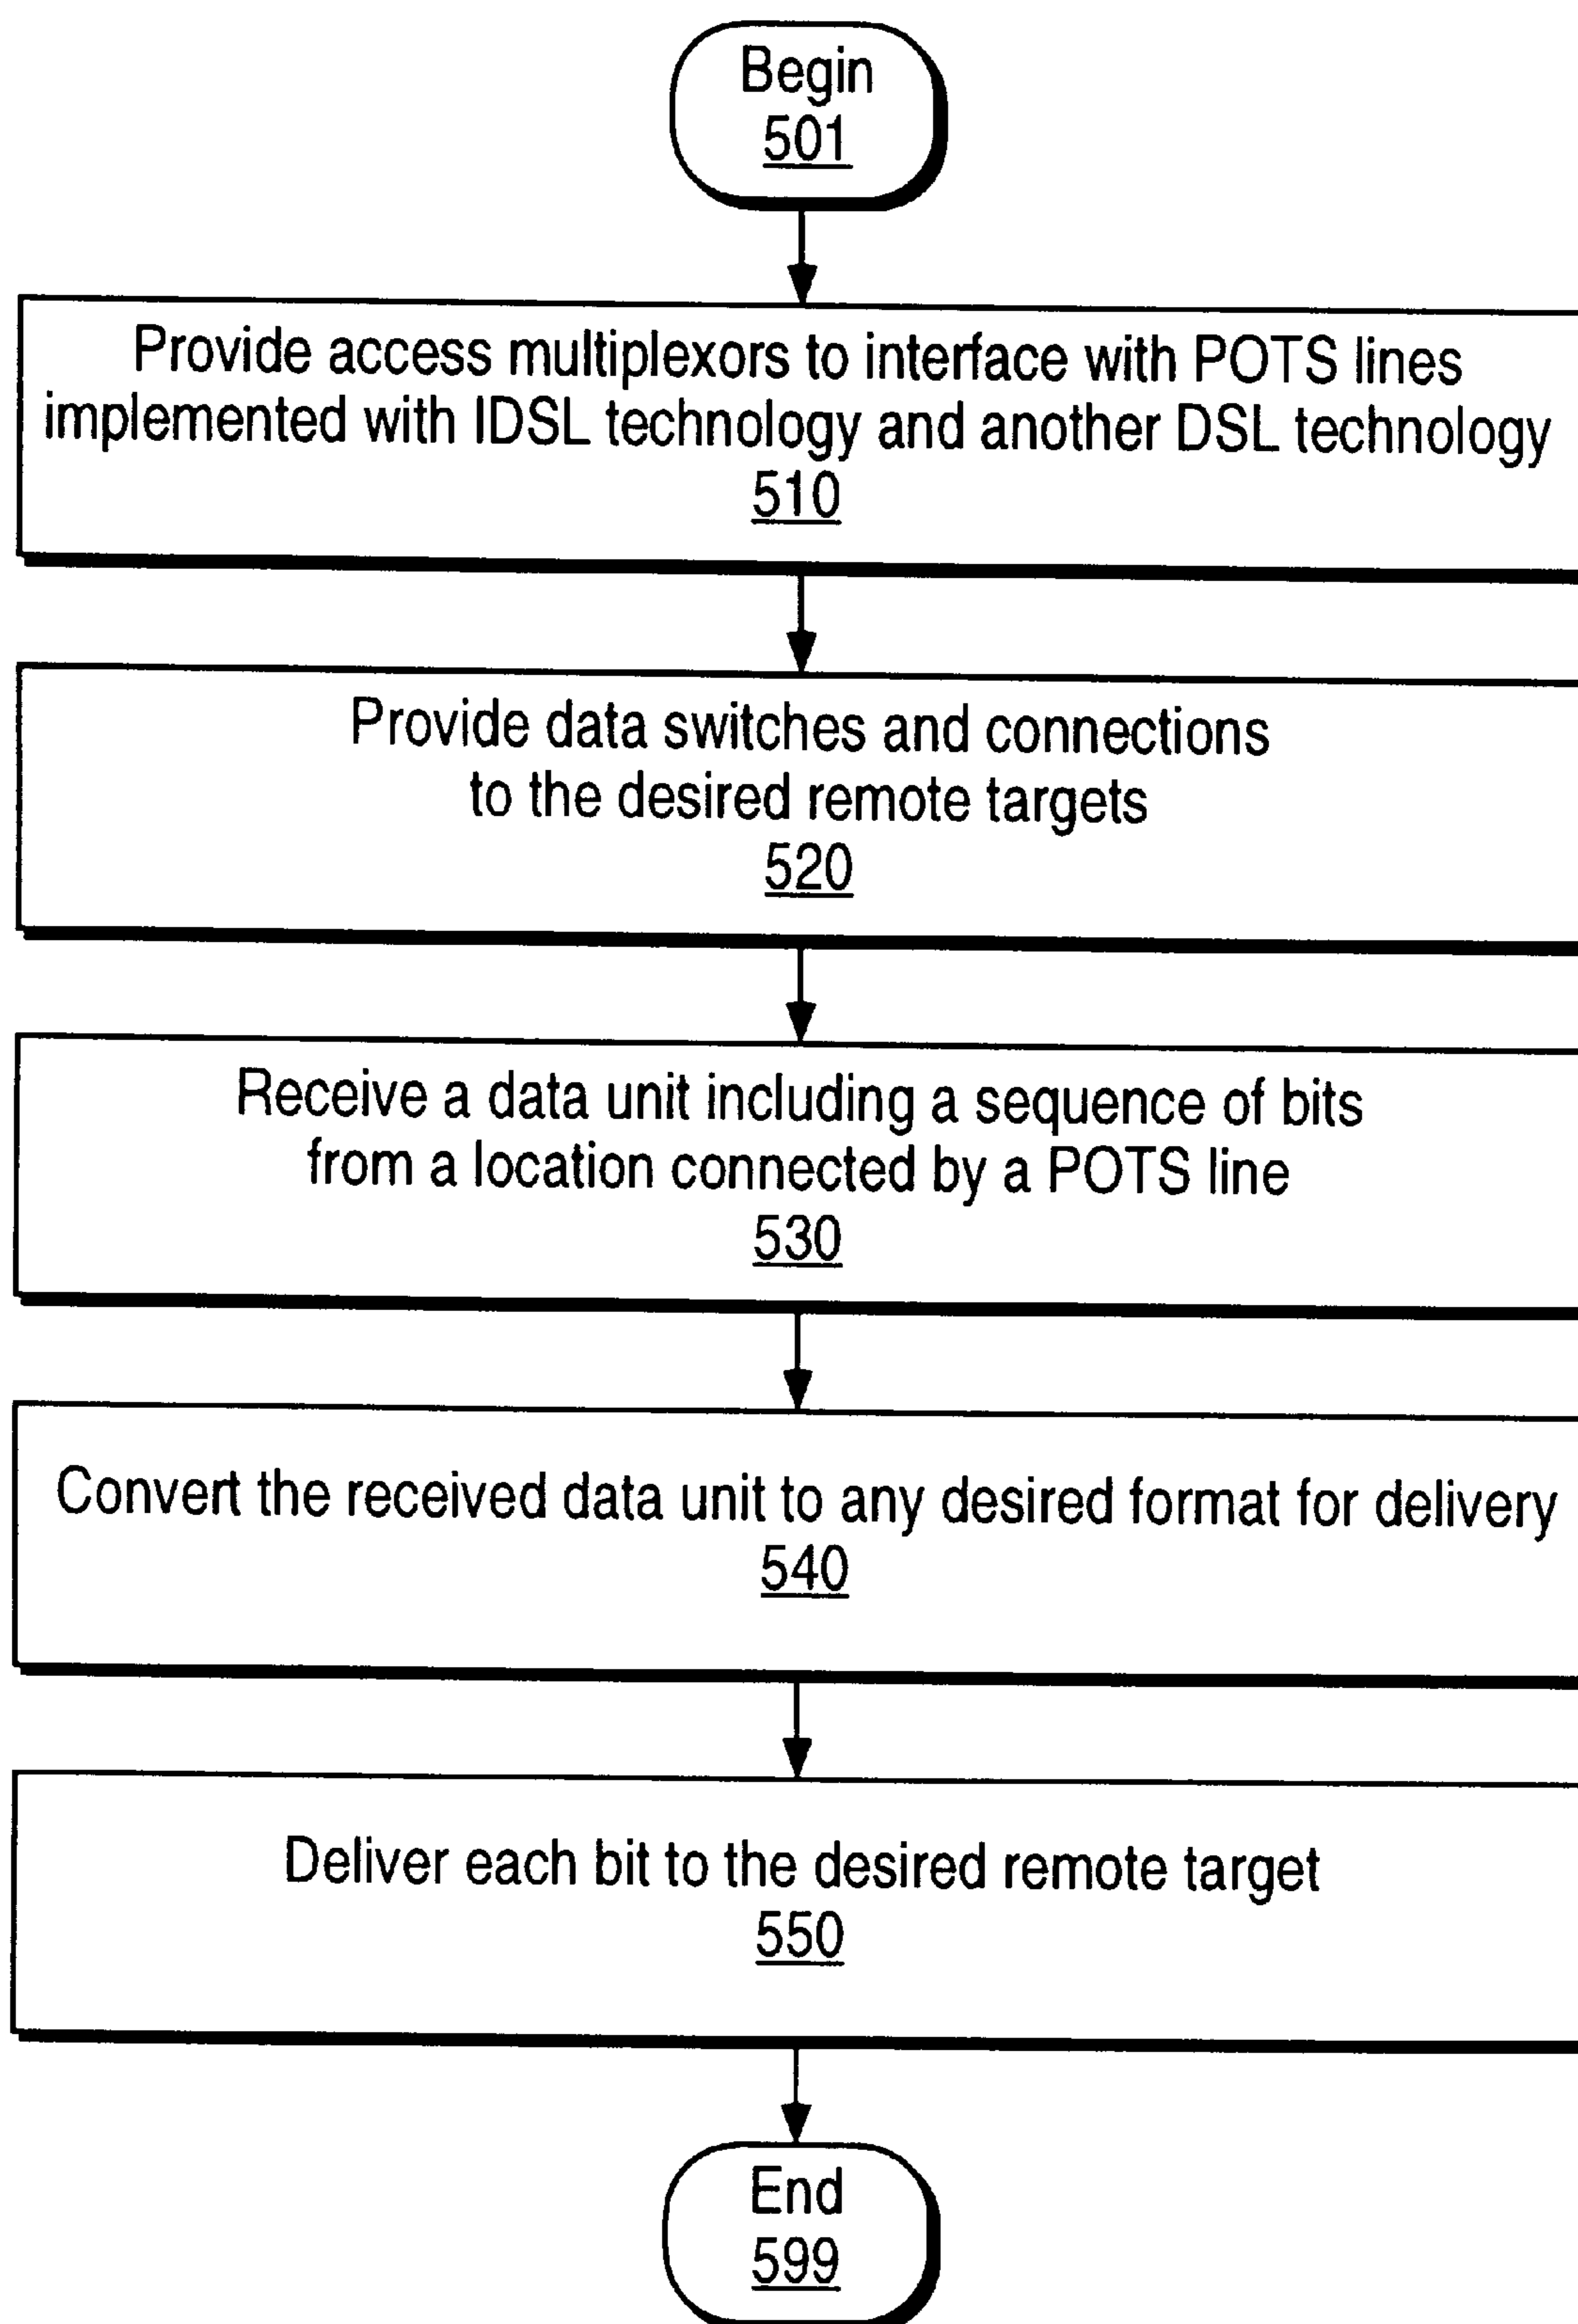 Begin
501
Provide access multiplexors to interface with POTS lines
implemented with IDSL technology and another DSL technology
510
Provide data switches and connections
to the desired remote targets
520
Receive a data unit including a sequence of bits
from a location connected by a POTS line
530
Convert the received data unit to any desired format for delivery
540
Deliver each bit to the desired remote target
550
End
599